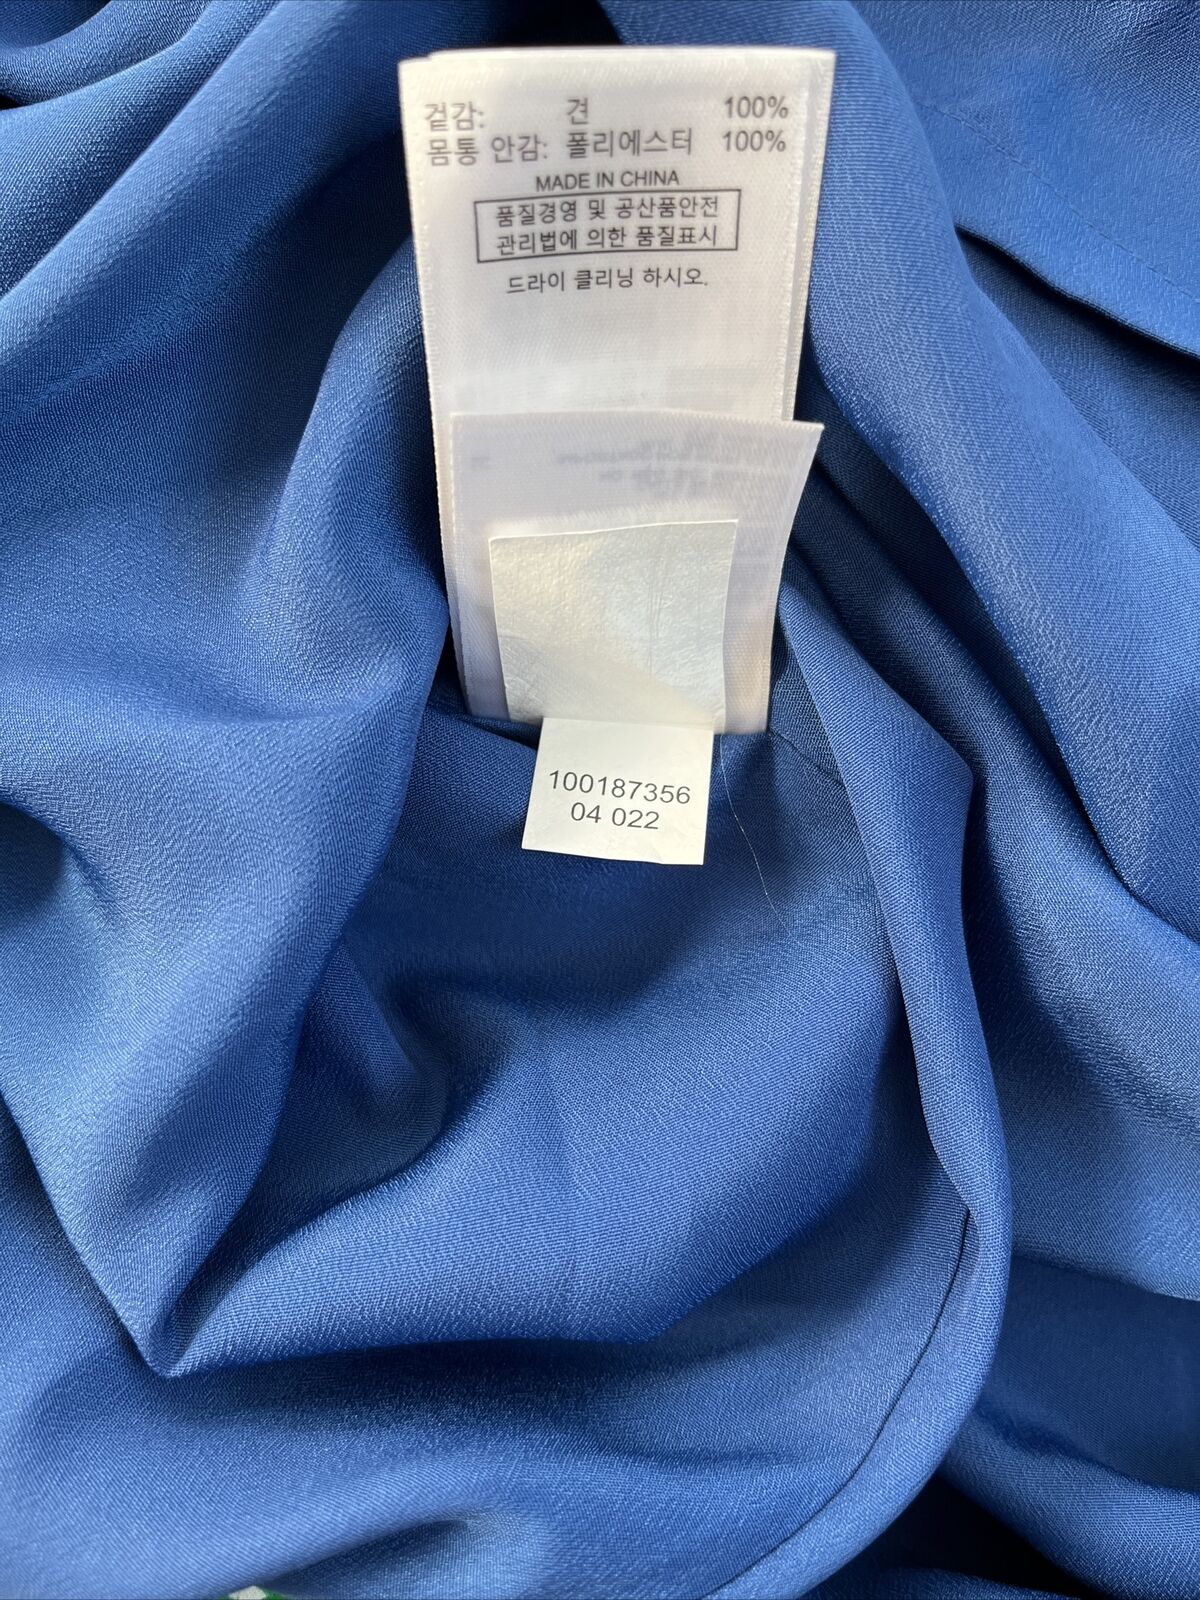 겉감: 견 100%
몸통 안감: 폴리에스터 100%
MADE IN CHINA
품질경영 및 공산품안전
관리법에 의한 품질표시
드라이 클리닝 하시오.
100187356
04 022